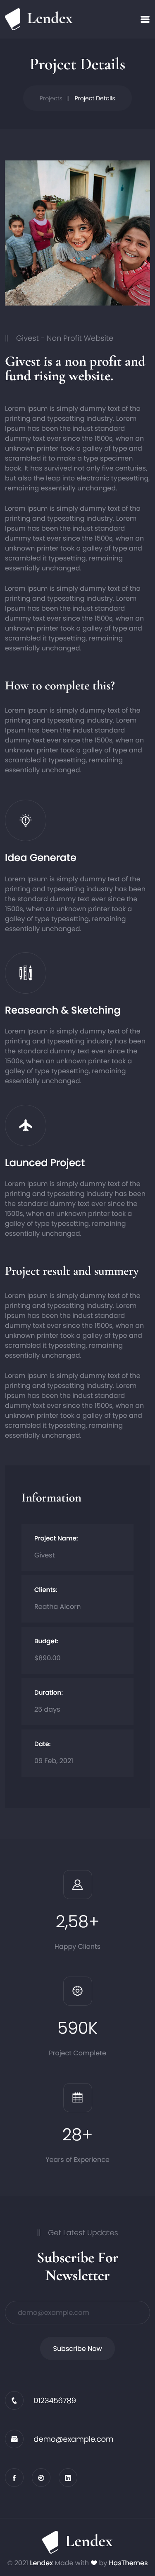 Lendex
Project Details
Projects || Project Details
|| Givest - Non Profit Website
Givest is a non profit and
fund rising website.
Lorem Ipsum is simply dummy text of the
printing and typesetting industry. Lorem
Ipsum has been the indust standard
dummy text ever since the 1500s, when an
unknown printer took a galley of type and
scrambled it to make a type specimen
book. It has survived not only five centuries,
but also the leap into electronic typesetting,
remaining essentially unchanged.
Lorem Ipsum is simply dummy text of the
printing and typesetting industry. Lorem
Ipsum has been the indust standard
dummy text ever since the 1500s, when an
unknown printer took a galley of type and
scrambled it type setting, remaining
essentially unchanged.
Lorem Ipsum is simply dummy text of the
printing and typesetting industry. Lorem
Ipsum has been the indust standard
dummy text ever since the 1500s, when an
unknown printer took a galley of type and
scrambled it type setting, remaining
essentially unchanged.
How to complete this?
Lorem Ipsum is simply dummy text of the
printing and typesetting industry. Lorem
Ipsum has been the indust standard
dummy text ever since the 1500s, when an
unknown printer took a galley of type and
scrambled it type setting, remaining
essentially unchanged.
Idea Generate
Lorem Ipsum is simply dummy text of the
printing and typesetting industry has been
the standard dummy text ever since the
1500s, when an unknown printer took a
galley of type typesetting, remaining
essentially unchanged.
Reasearch & Sketching
Lorem Ipsum is simply dummy text of the
printing and typesetting industry has been
the standard dummy text ever since the
1500s, when an unknown printer took a
galley of type typesetting, remaining
essentially unchanged.
Launced Project
Lorem Ipsum is simply dummy text of the
printing and typesetting industry has been
the standard dummy text ever since the
1500s, when an unknown printer took a
galley of type typesetting, remaining
essentially unchanged.
Project result and summery
Lorem Ipsum is simply dummy text of the
printing and typesetting industry. Lorem
Ipsum has been the indust standard
dummy text ever since the 1500s, when an
unknown printer took a galley of type and
scrambled it type setting, remaining
essentially unchanged.
Lorem Ipsum is simply dummy text of the
printing and typesetting industry. Lorem
Ipsum has been the indust standard
dummy text ever since the 1500s, when an
unknown printer took a galley of type and
scrambled it type setting, remaining
essentially unchanged.
Information
Project Name:
Givest
Clients:
Reatha Alcorn
Budget:
$890.00
Duration:
25 days
Date:
09 Feb, 2021
2,58+
Happy Clients
590K
Project Complete
28+
Years of Experience
|| Get Latest Updates
Subscribe For
Newsletter
demo@example.com
Subscribe Now
0123456789
demo@example.com
Lendex
© 2021 Lendex Made with ❤ by HasThemes